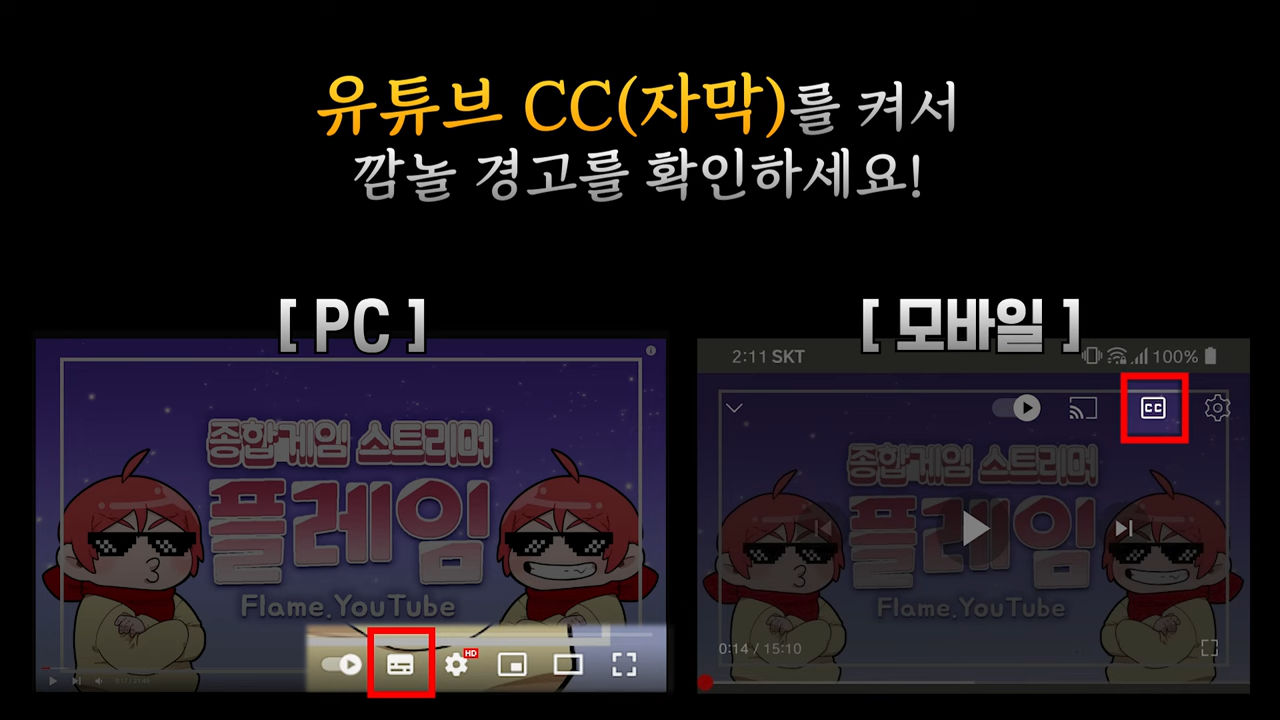 유튜브 CC(자막)를 켜서
깜놀 경고를 확인하세요!
[ PC ]
종합게임 스트리머
플레임
Flame.YouTube
HD
[ 모바일 ]
2:11 SKT
100%
CC
종합게임 스트리머
플레임
Flame.YouTube
0:14 / 15:10